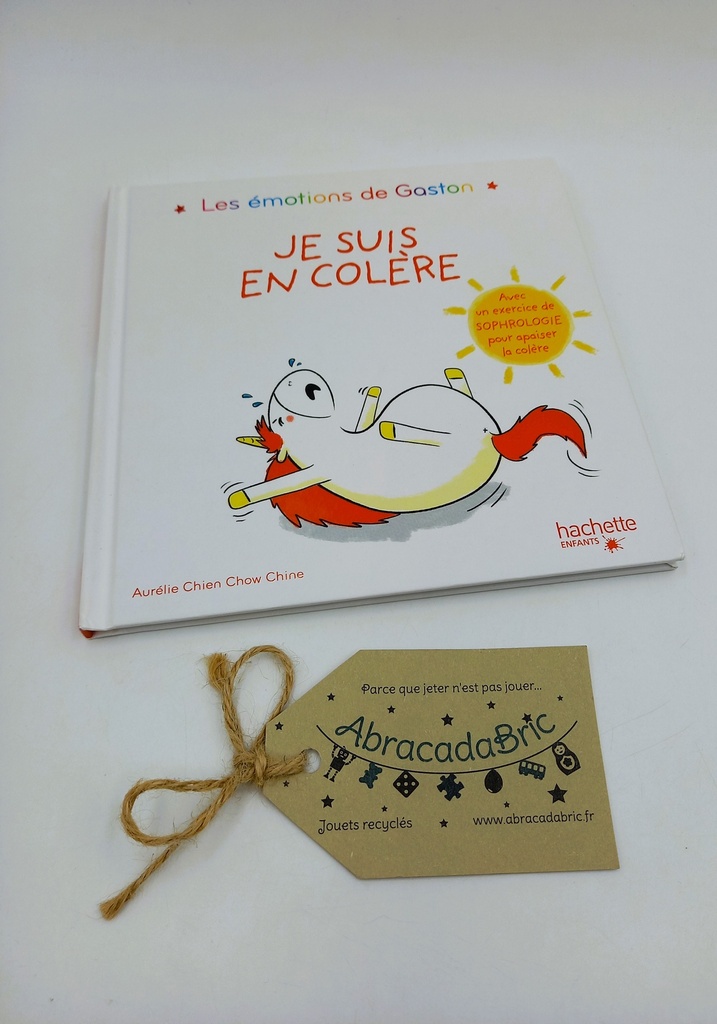 Les émotions de Gaston
JE SUIS
EN COLÈRE
Avec
un exercice de
SOPHROLOGIE
pour apaiser
la colère
hachette
ENFANTS
Aurélie Chien Chow Chine
Parce que jeter n'est pas jouer...
AbracadaBric
Jouets recyclés
www.abracadabric.fr